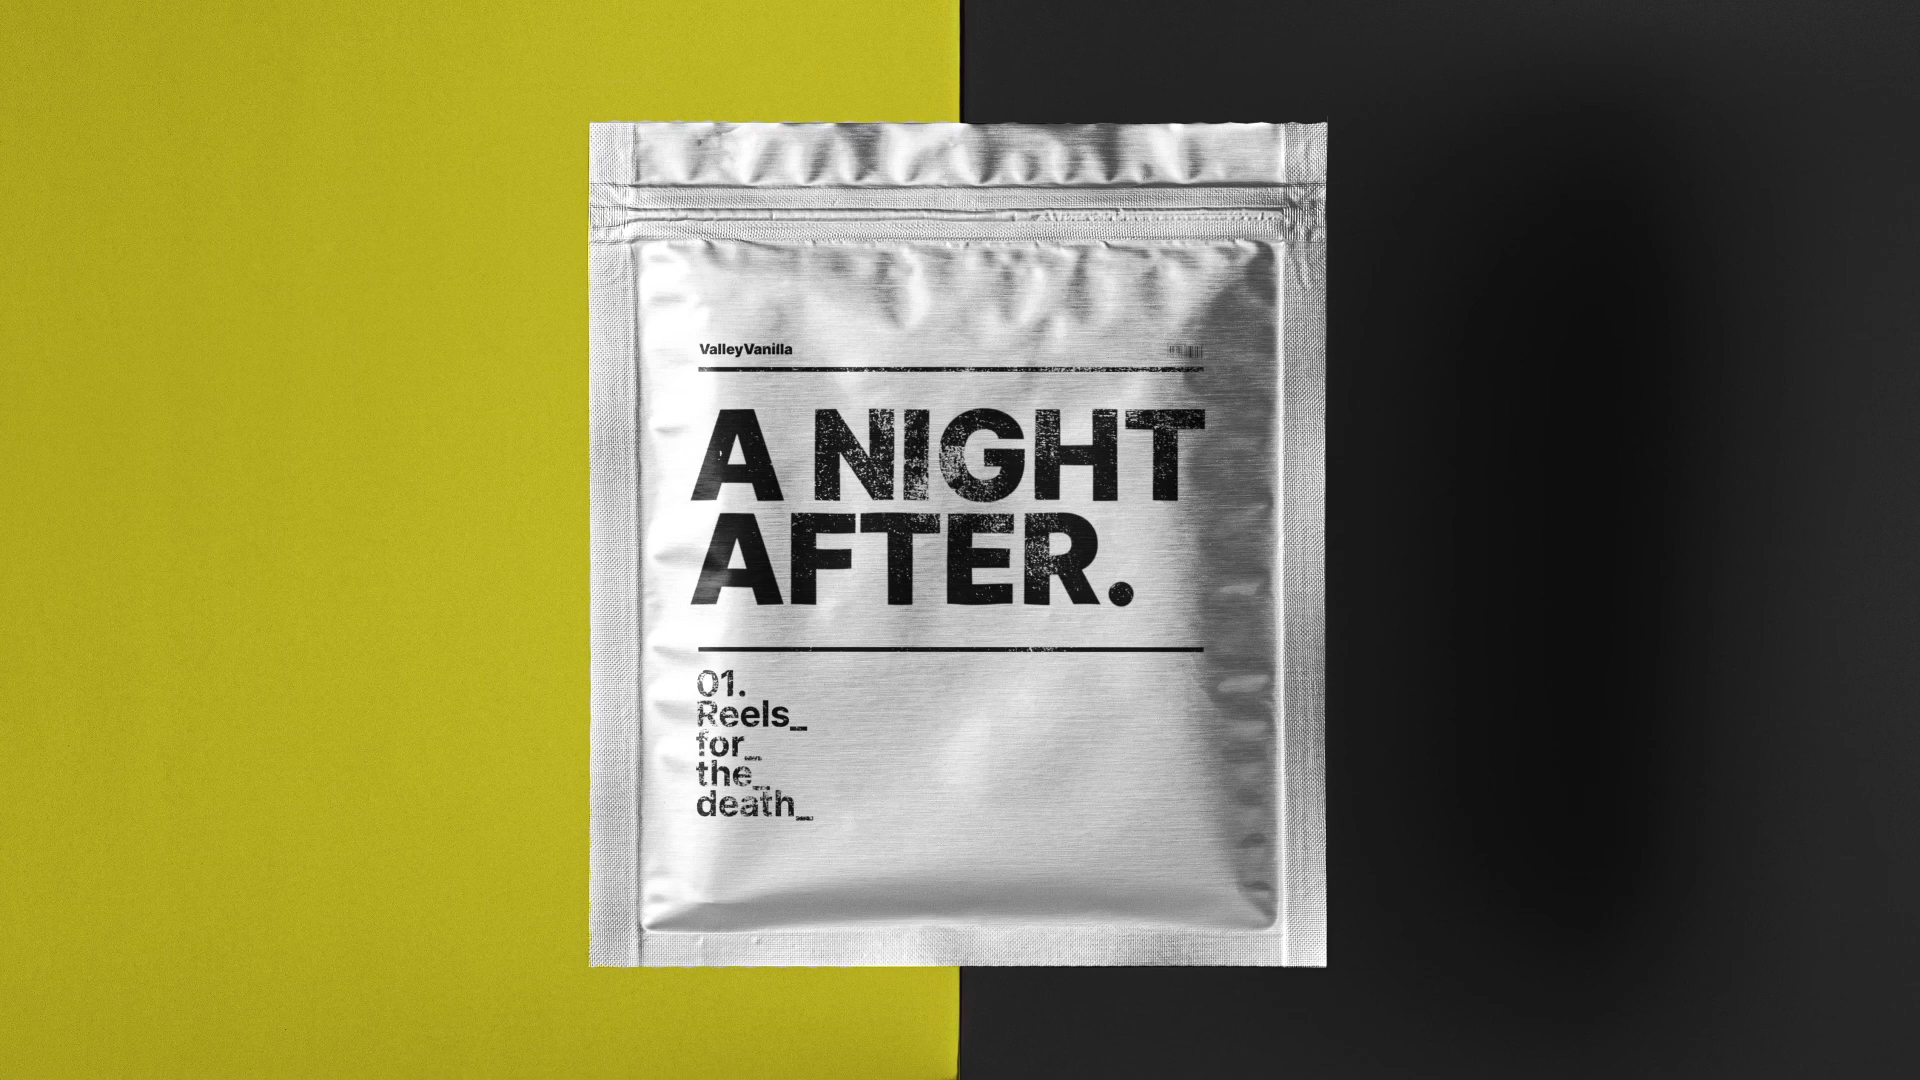 ValleyVanilla
A NIGHT
AFTER.
01.
Reels_
for_
the_
death_